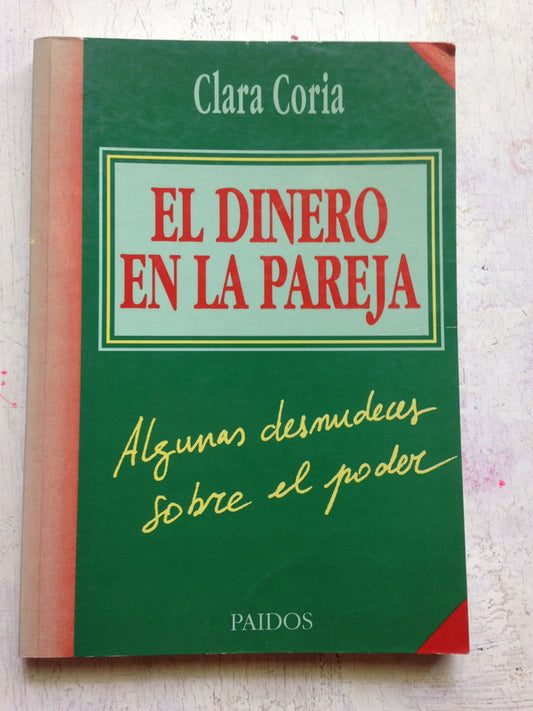 Clara Coria
EL DINERO
EN LA PAREJA
Algunas desnudeces
sobre el poder
PAIDOS